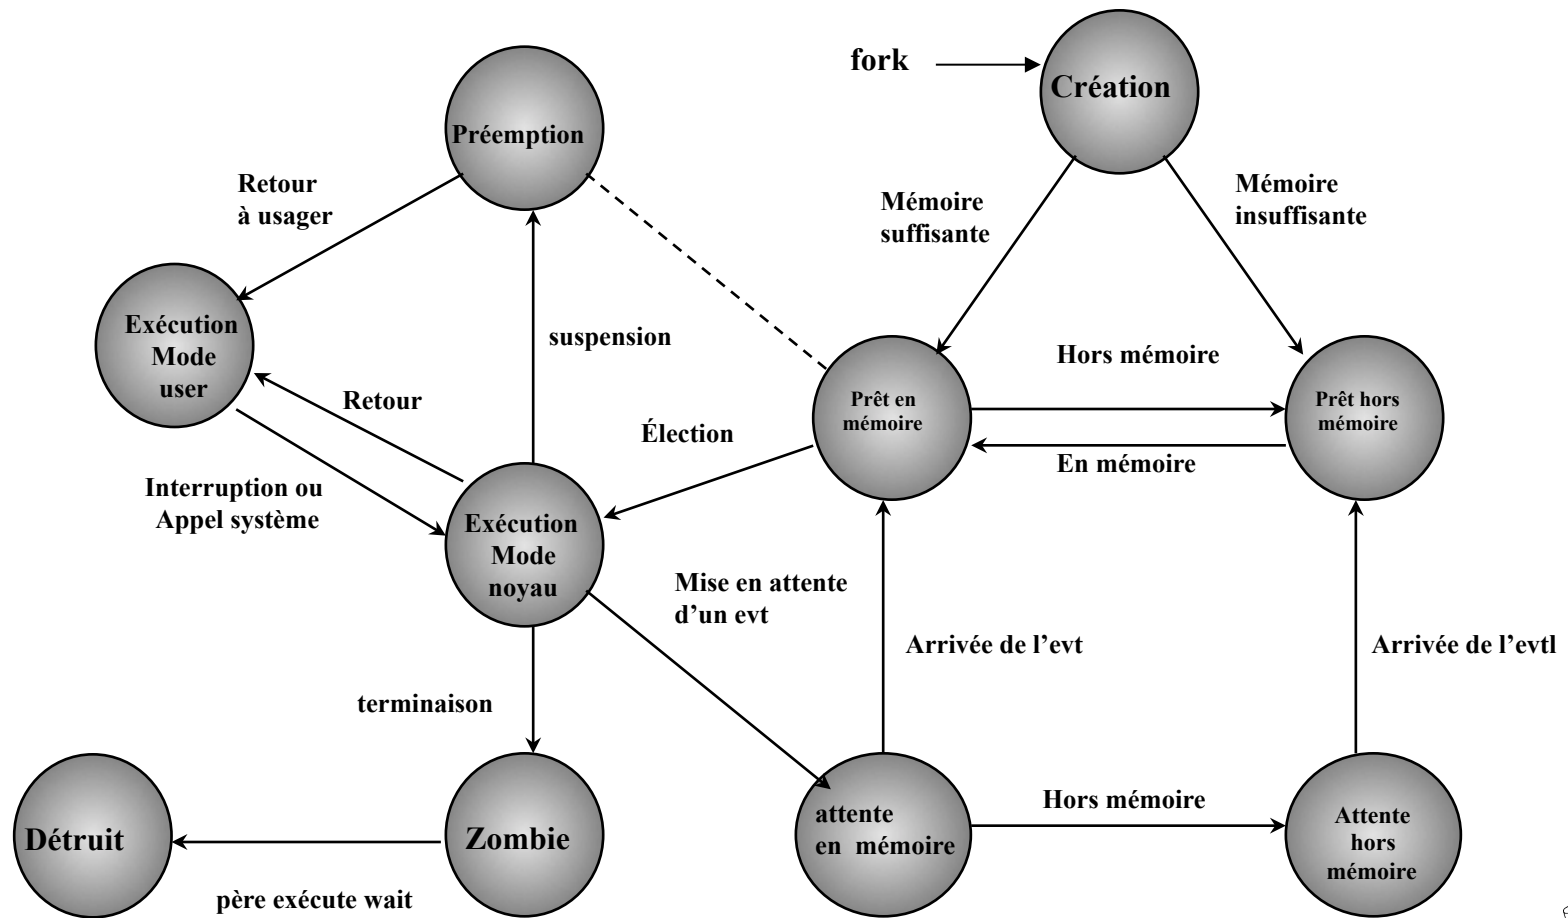 fork
Création
Préemption
Retour
à usager
Mémoire
suffisante
Mémoire
insuffisante
Exécution
Mode
user
suspension
Hors mémoire
Retour
Élection
Prêt en
mémoire
Prêt hors
mémoire
En mémoire
Interruption ou
Appel système
Exécution
Mode
noyau
Mise en attente
d’un evt
Arrivée de l’evt
Arrivée de l’evtl
terminaison
Hors mémoire
Détruit
Zombie
attente
en mémoire
Attente
hors
mémoire
père exécute wait